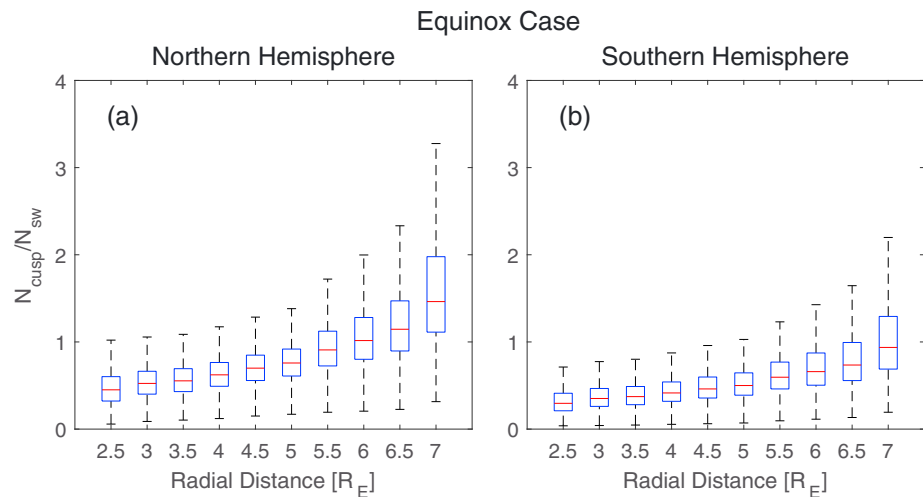 Equinox Case
Northern Hemisphere
Southern Hemisphere
(a)
(b)
N_cusp/N_sw
4
3
2
1
0
2.5 3 3.5 4 4.5 5 5.5 6 6.5 7
Radial Distance [R_E]
4
3
2
1
0
2.5 3 3.5 4 4.5 5 5.5 6 6.5 7
Radial Distance [R_E]